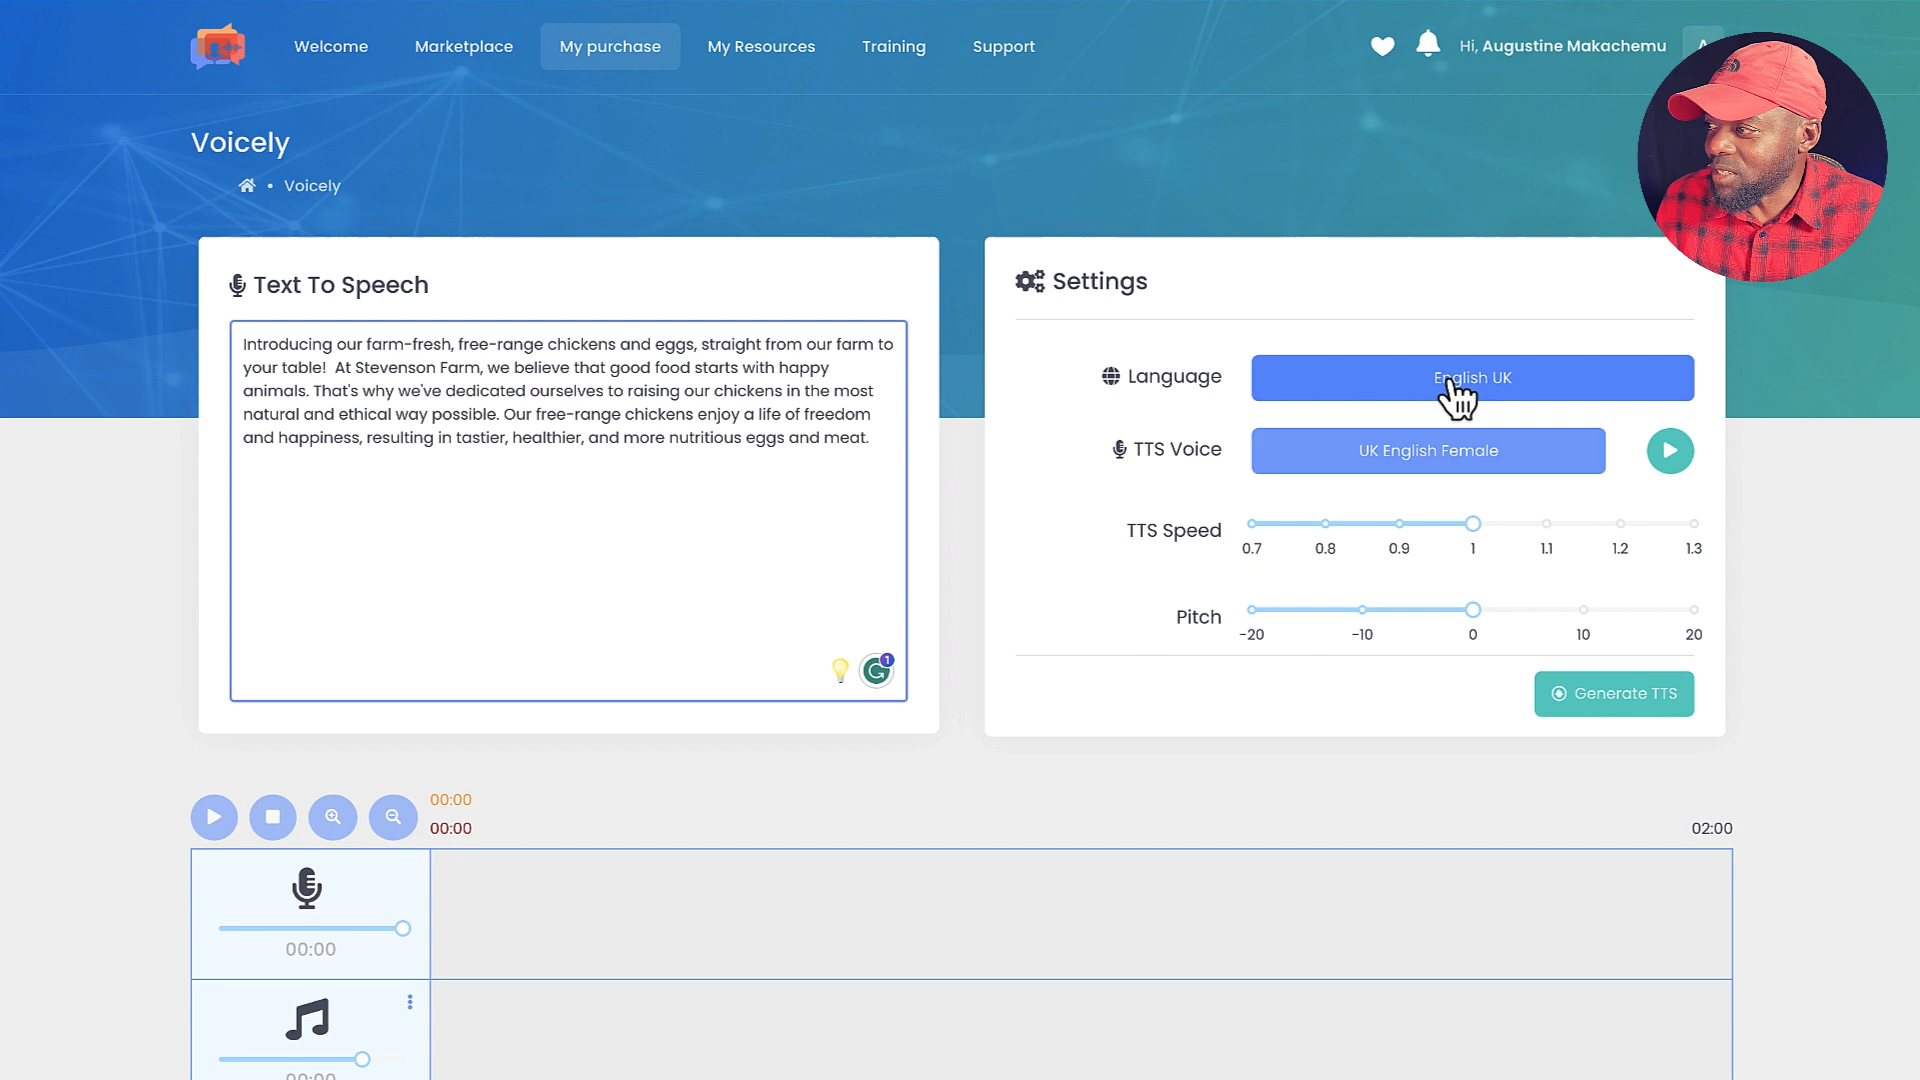 Welcome
Marketplace
My purchase
My Resources
Training
Support
Hi, Augustine Makachemu
Voicely
Voicely
Text To Speech
Introducing our farm-fresh, free-range chickens and eggs, straight from our farm to
your table!  At Stevenson Farm, we believe that good food starts with happy
animals. That's why we've dedicated ourselves to raising our chickens in the most
natural and ethical way possible. Our free-range chickens enjoy a life of freedom
and happiness, resulting in tastier, healthier, and more nutritious eggs and meat.
1
Settings
Language
English UK
TTS Voice
UK English Female
TTS Speed
0.7 0.8 0.9 1 1.1 1.2 1.3
Pitch
-20 -10 0 10 20
Generate TTS
00:00
00:00
02:00
00:00